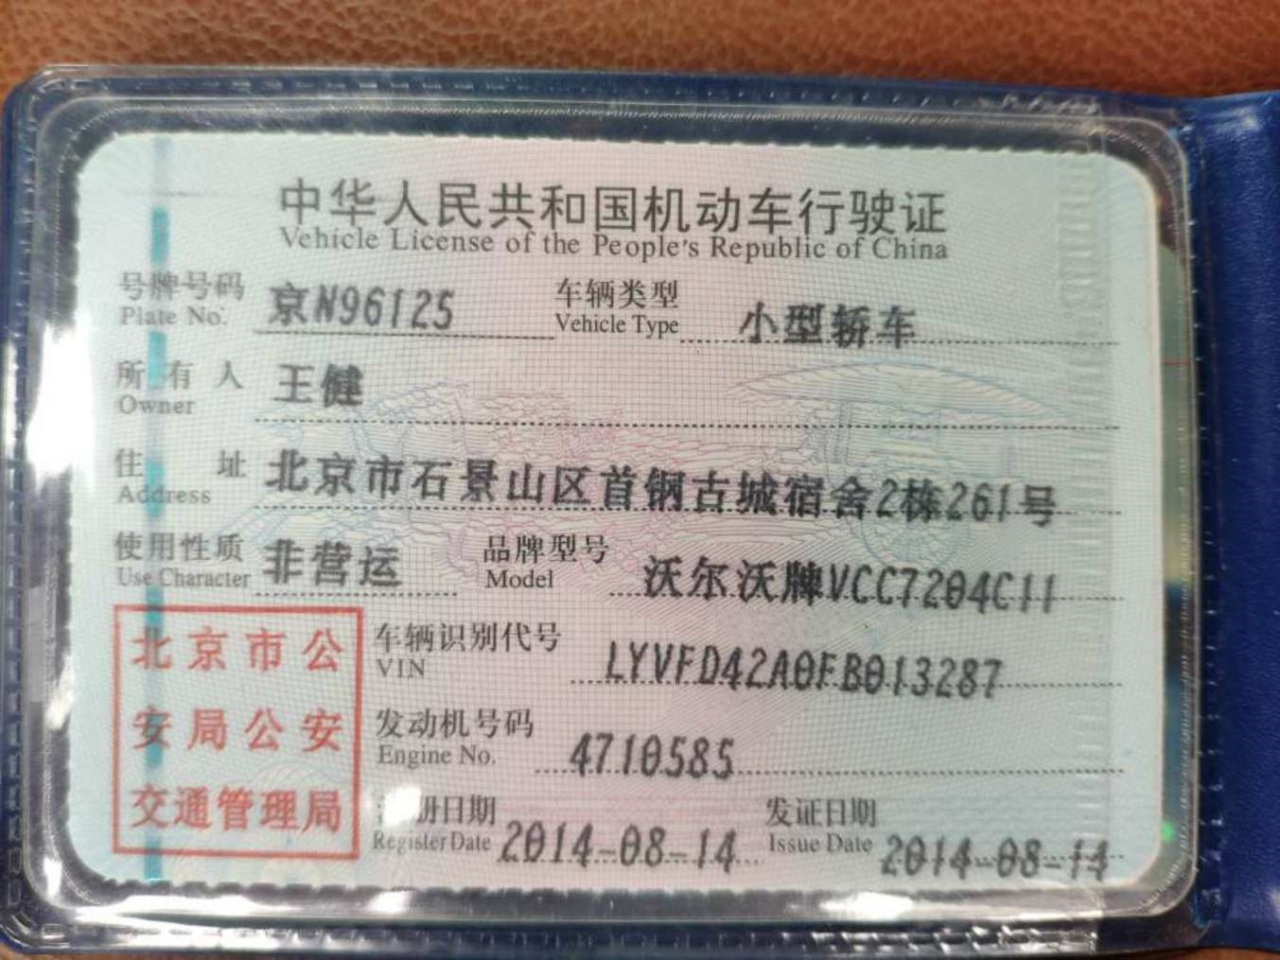 中华人民共和国机动车行驶证
Vehicle License of the People's Republic of China
号牌号码 京N96125 车辆类型 小型轿车
Plate No. Vehicle Type
所有人 王健
Owner
住址 北京市石景山区首钢古城宿舍2栋261号
Address
使用性质 非营运 品牌型号 沃尔沃牌VCC7204C11
Use Character Model
北京市公
安局公安
交通管理局
车辆识别代号 LYVFD42A0FB013287
VIN
发动机号码 4710585
Engine No.
注册日期 2014-08-14 发证日期 2014-08-14
Register Date Issue Date